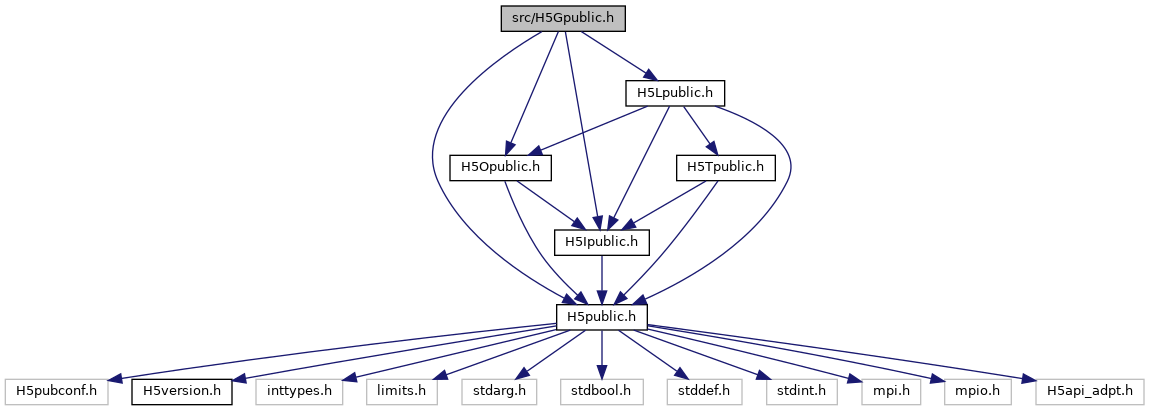 src/H5Gpublic.h
H5Lpublic.h
H5Opublic.h
H5Tpublic.h
H5Ipublic.h
H5public.h
H5pubconf.h
H5version.h
inttypes.h
limits.h
stdarg.h
stdbool.h
stddef.h
stdint.h
mpi.h
mpio.h
H5api_adpt.h